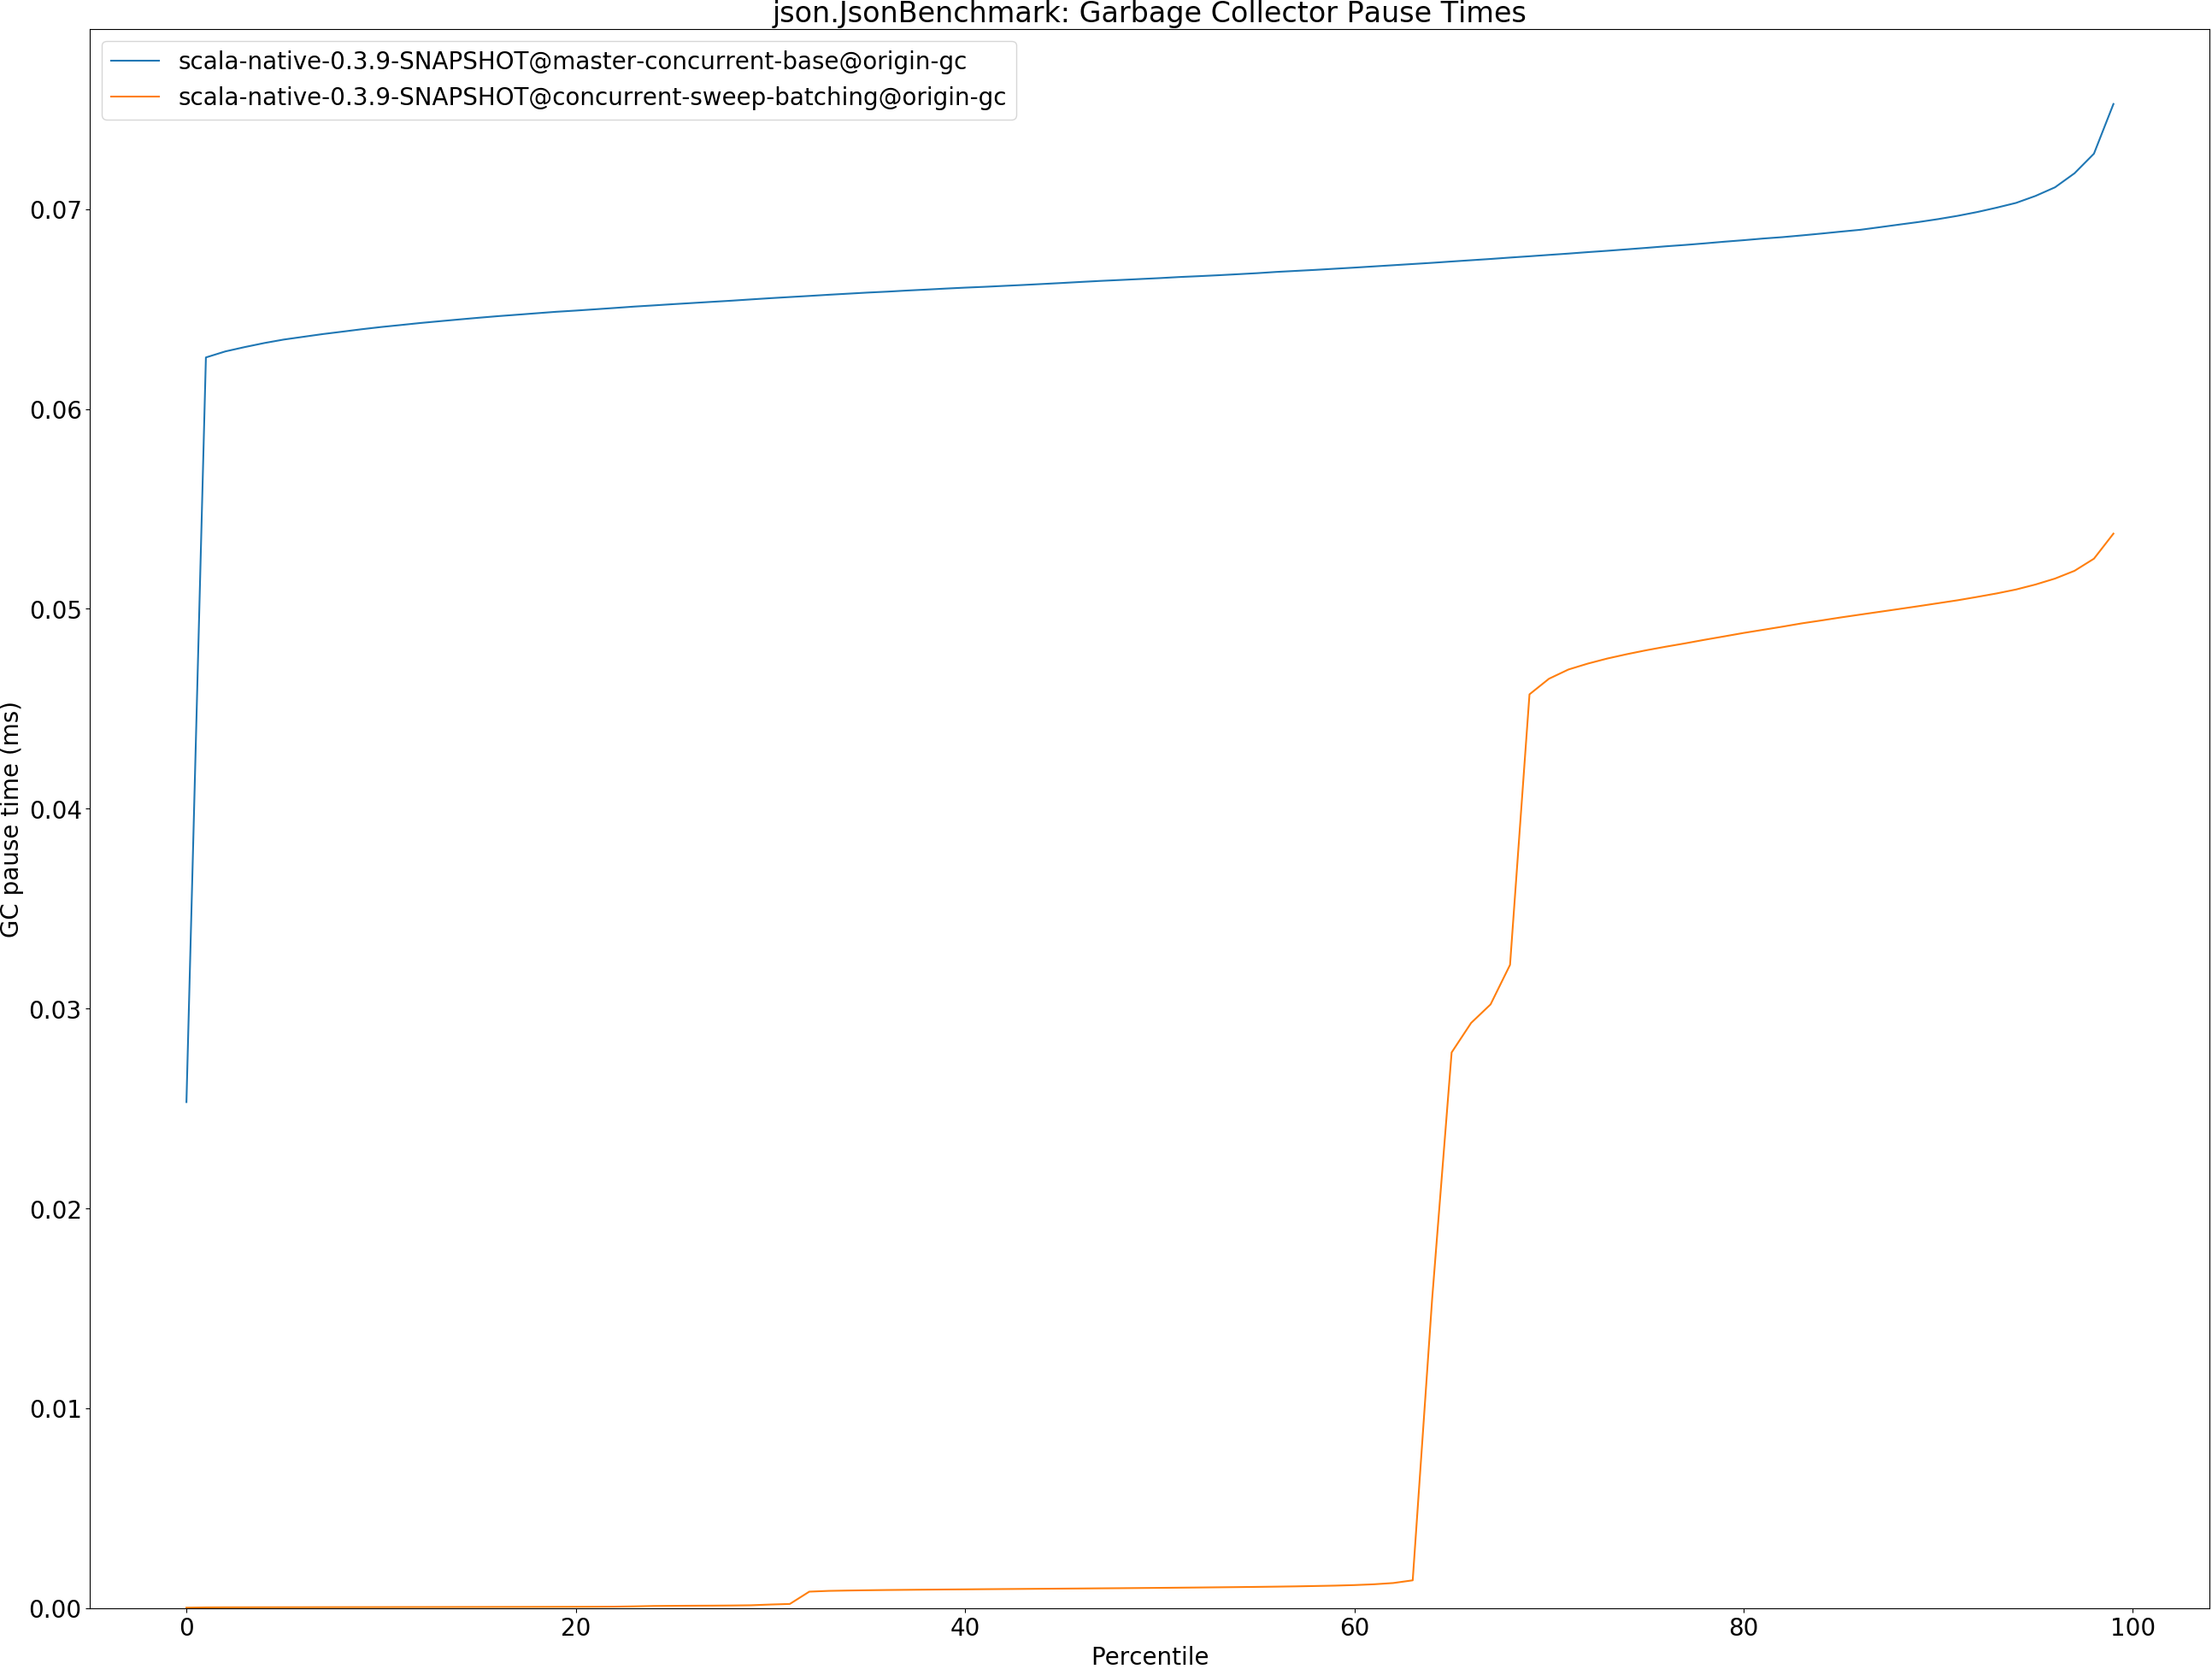 json.JsonBenchmark: Garbage Collector Pause Times
scala-native-0.3.9-SNAPSHOT@master-concurrent-base@origin-gc
scala-native-0.3.9-SNAPSHOT@concurrent-sweep-batching@origin-gc
GC pause time (ms)
0.07
0.06
0.05
0.04
0.03
0.02
0.01
0.00
0 20 40 60 80 100
Percentile